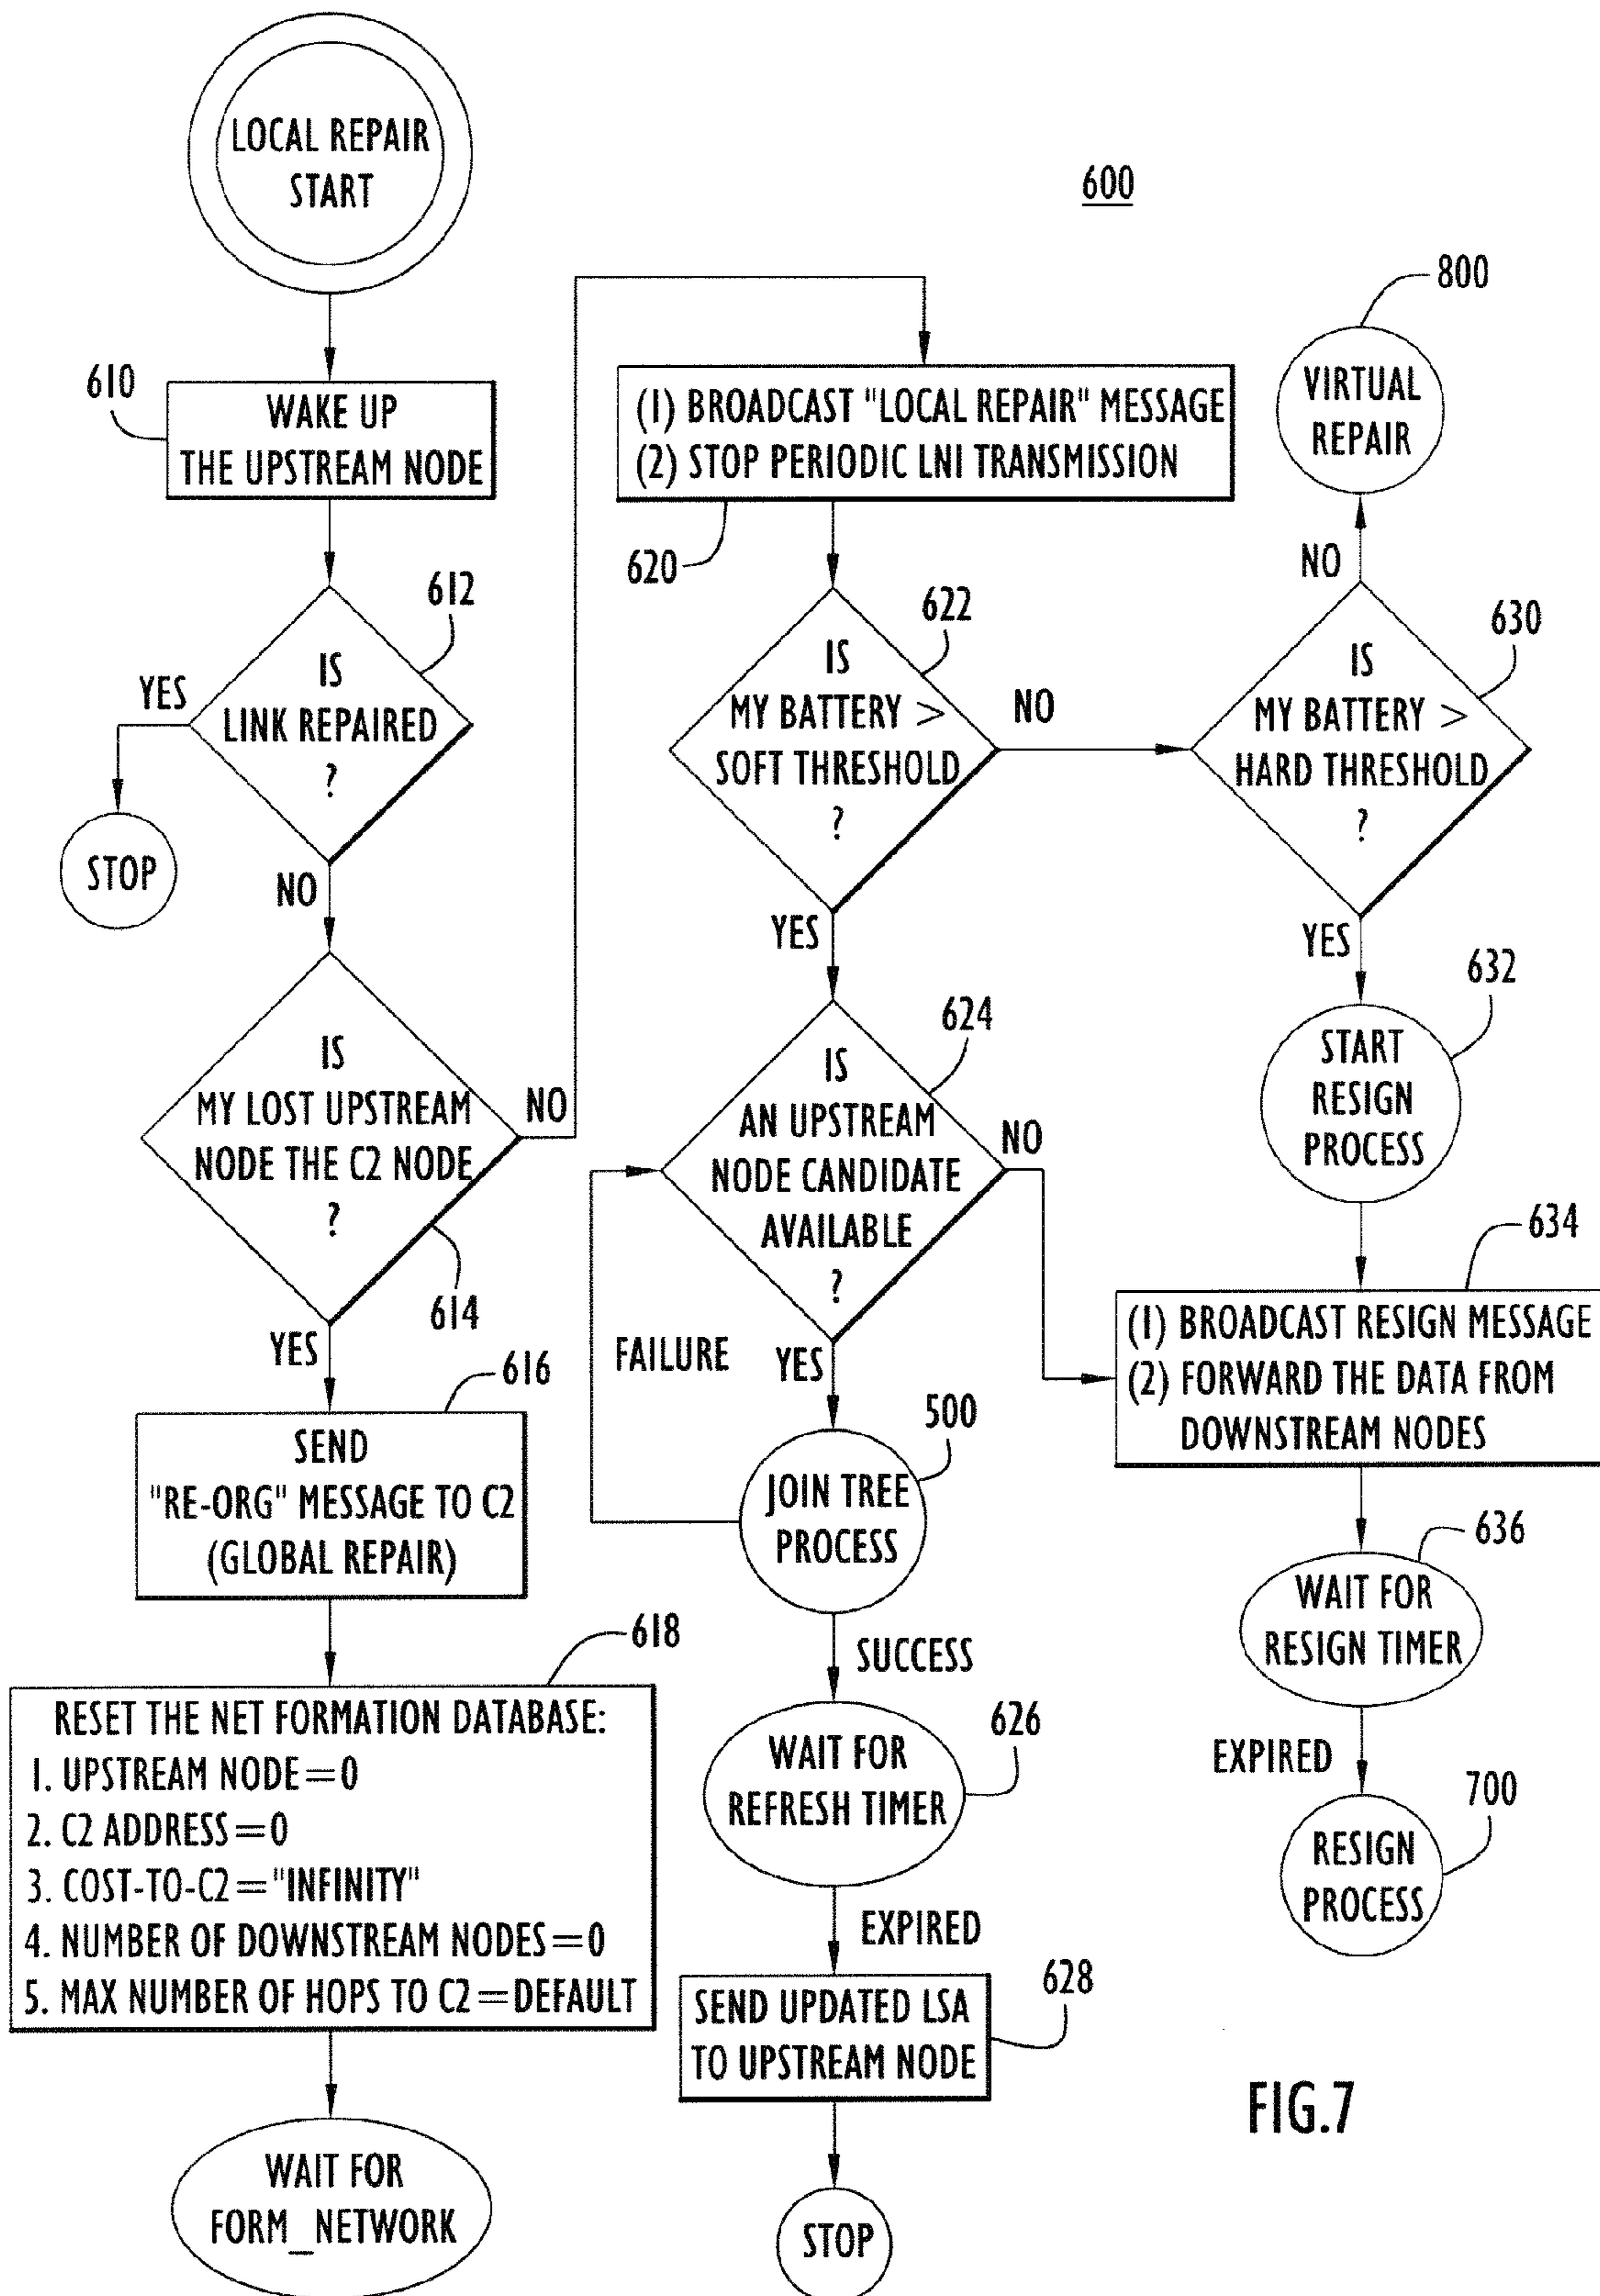 LOCAL REPAIR
START
600
610
WAKE UP
THE UPSTREAM NODE
612
IS
LINK REPAIRED
?
YES
STOP
NO
IS
MY LOST UPSTREAM
NODE THE C2 NODE
?
NO
614
YES
616
SEND
"RE-ORG" MESSAGE TO C2
(GLOBAL REPAIR)
618
RESET THE NET FORMATION DATABASE:
1. UPSTREAM NODE=0
2. C2 ADDRESS=0
3. COST-TO-C2="INFINITY"
4. NUMBER OF DOWNSTREAM NODES=0
5. MAX NUMBER OF HOPS TO C2=DEFAULT
WAIT FOR
FORM_NETWORK
(1) BROADCAST "LOCAL REPAIR" MESSAGE
(2) STOP PERIODIC LNI TRANSMISSION
620
622
IS
MY BATTERY >
SOFT THRESHOLD
?
NO
YES
624
IS
AN UPSTREAM
NODE CANDIDATE
AVAILABLE
?
NO
FAILURE
YES
500
JOIN TREE
PROCESS
SUCCESS
626
WAIT FOR
REFRESH TIMER
EXPIRED
628
SEND UPDATED LSA
TO UPSTREAM NODE
STOP
800
VIRTUAL
REPAIR
NO
630
IS
MY BATTERY >
HARD THRESHOLD
?
YES
632
START
RESIGN
PROCESS
634
(1) BROADCAST RESIGN MESSAGE
(2) FORWARD THE DATA FROM
DOWNSTREAM NODES
636
WAIT FOR
RESIGN TIMER
EXPIRED
700
RESIGN
PROCESS
FIG.7